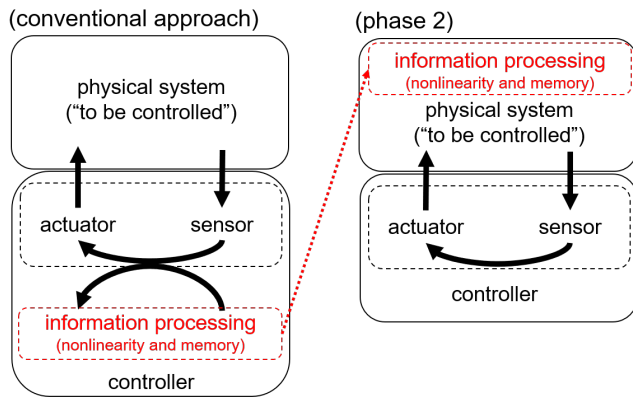 (conventional approach)
physical system
(“to be controlled”)
actuator
sensor
information processing
(nonlinearity and memory)
controller
(phase 2)
information processing
(nonlinearity and memory)
physical system
(“to be controlled”)
actuator
sensor
controller